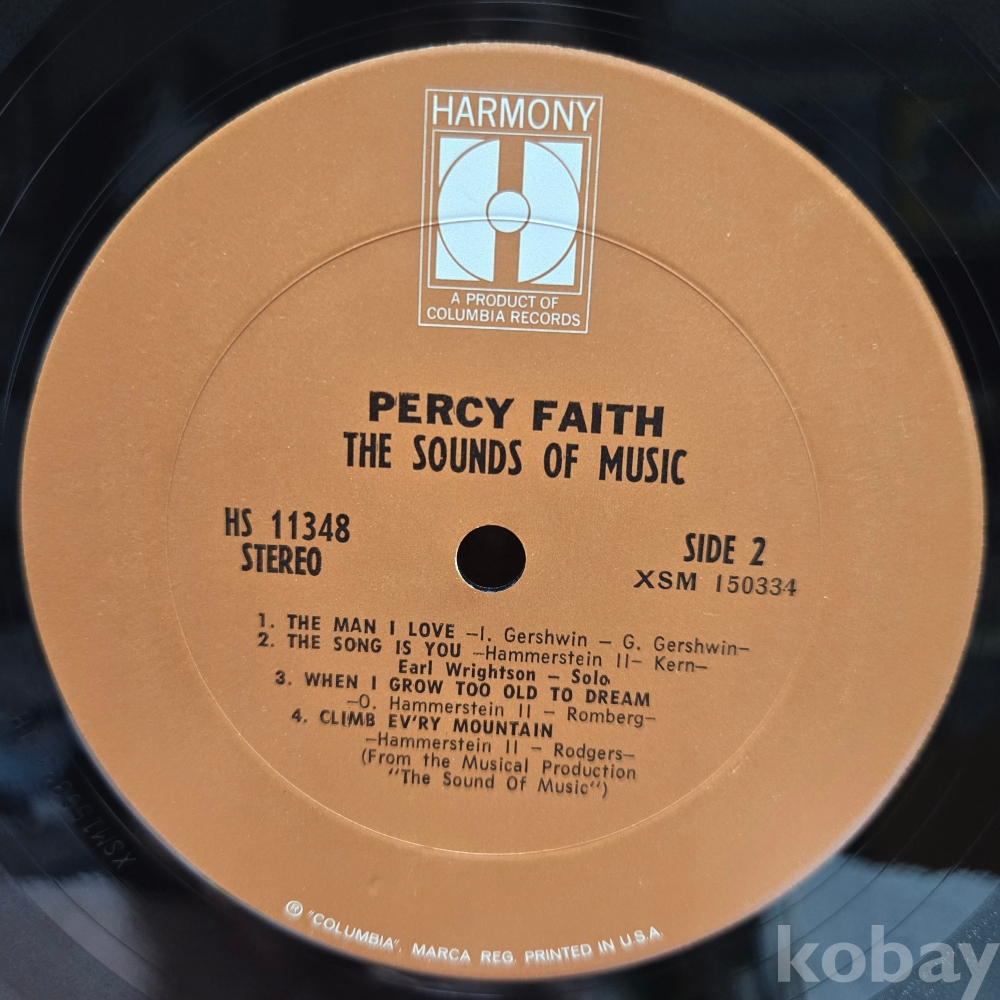 HARMONY
A PRODUCT OF
COLUMBIA RECORDS
PERCY FAITH
THE SOUNDS OF MUSIC
HS 11348
STEREO
SIDE 2
XSM 150334
1. THE MAN I LOVE –I. Gershwin – G. Gershwin–
2. THE SONG IS YOU –Hammerstein II– Kern–
Earl Wrightson – Solo
3. WHEN I GROW TOO OLD TO DREAM
–O. Hammerstein II – Romberg–
4. CLIMB EV'RY MOUNTAIN
–Hammerstein II – Rodgers–
(From the Musical Production
"The Sound Of Music")
® "COLUMBIA", MARCA REG. PRINTED IN U.S.A.
kobay